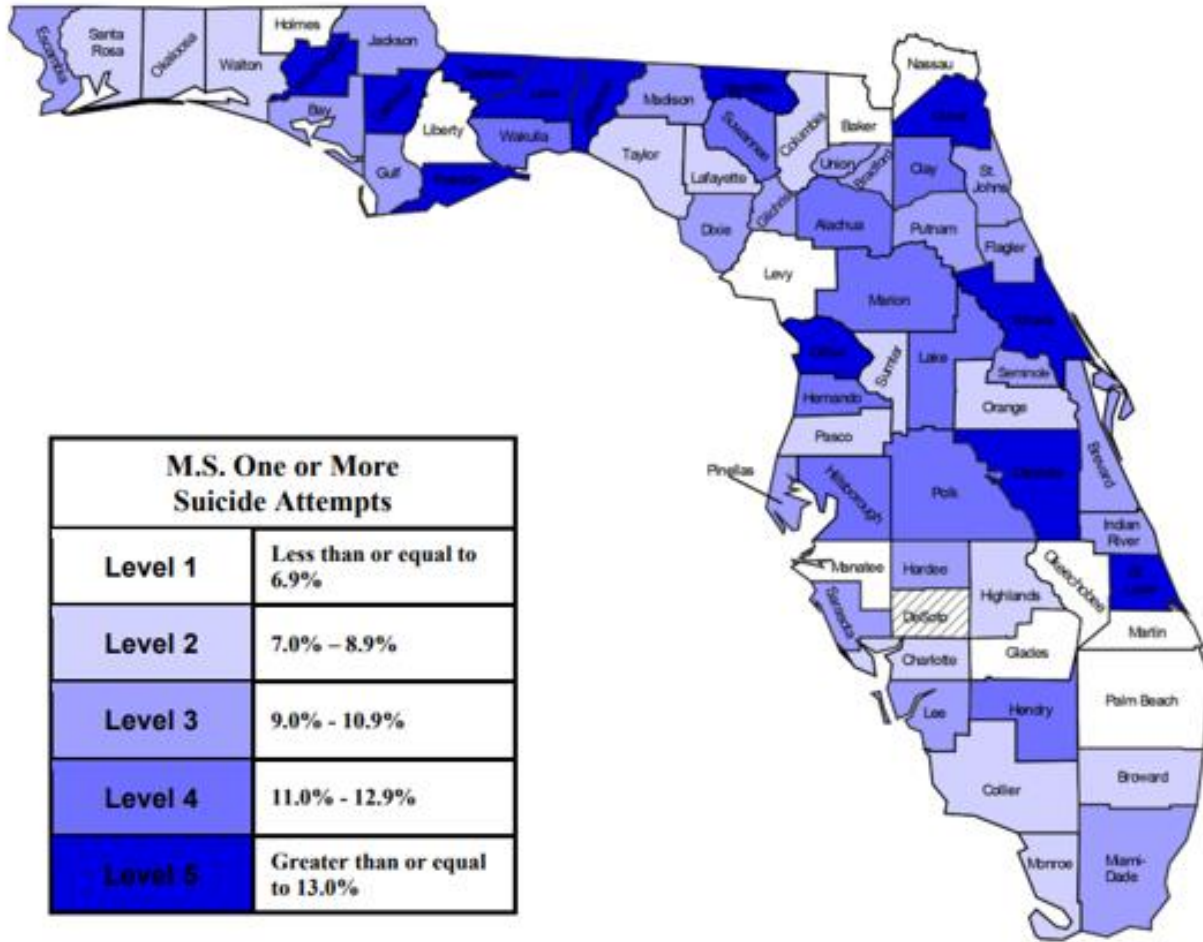 Holmes
Jackson
Santa
Rosa
Escambia
Okaloosa
Walton
Bay
Gulf
Liberty
Wakulla
Madison
Taylor
Lafayette
Suwannee
Columbia
Baker
Nassau
Union
Bradford
Clay
St.
Johns
Dixie
Gilchrist
Alachua
Putnam
Flagler
Levy
Marion
Sumter
Lake
Hernando
Seminole
Orange
Pasco
Brevard
Pinellas
Hillsborough
Polk
Indian
River
Manatee
Hardee
Highlands
Okeechobee
Sarasota
DeSoto
Martin
Charlotte
Glades
Lee
Hendry
Palm Beach
Collier
Broward
Monroe
Miami-
Dade
M.S. One or More
Suicide Attempts
Level 1
Less than or equal to
6.9%
Level 2
7.0% – 8.9%
Level 3
9.0% - 10.9%
Level 4
11.0% - 12.9%
Level 5
Greater than or equal
to 13.0%